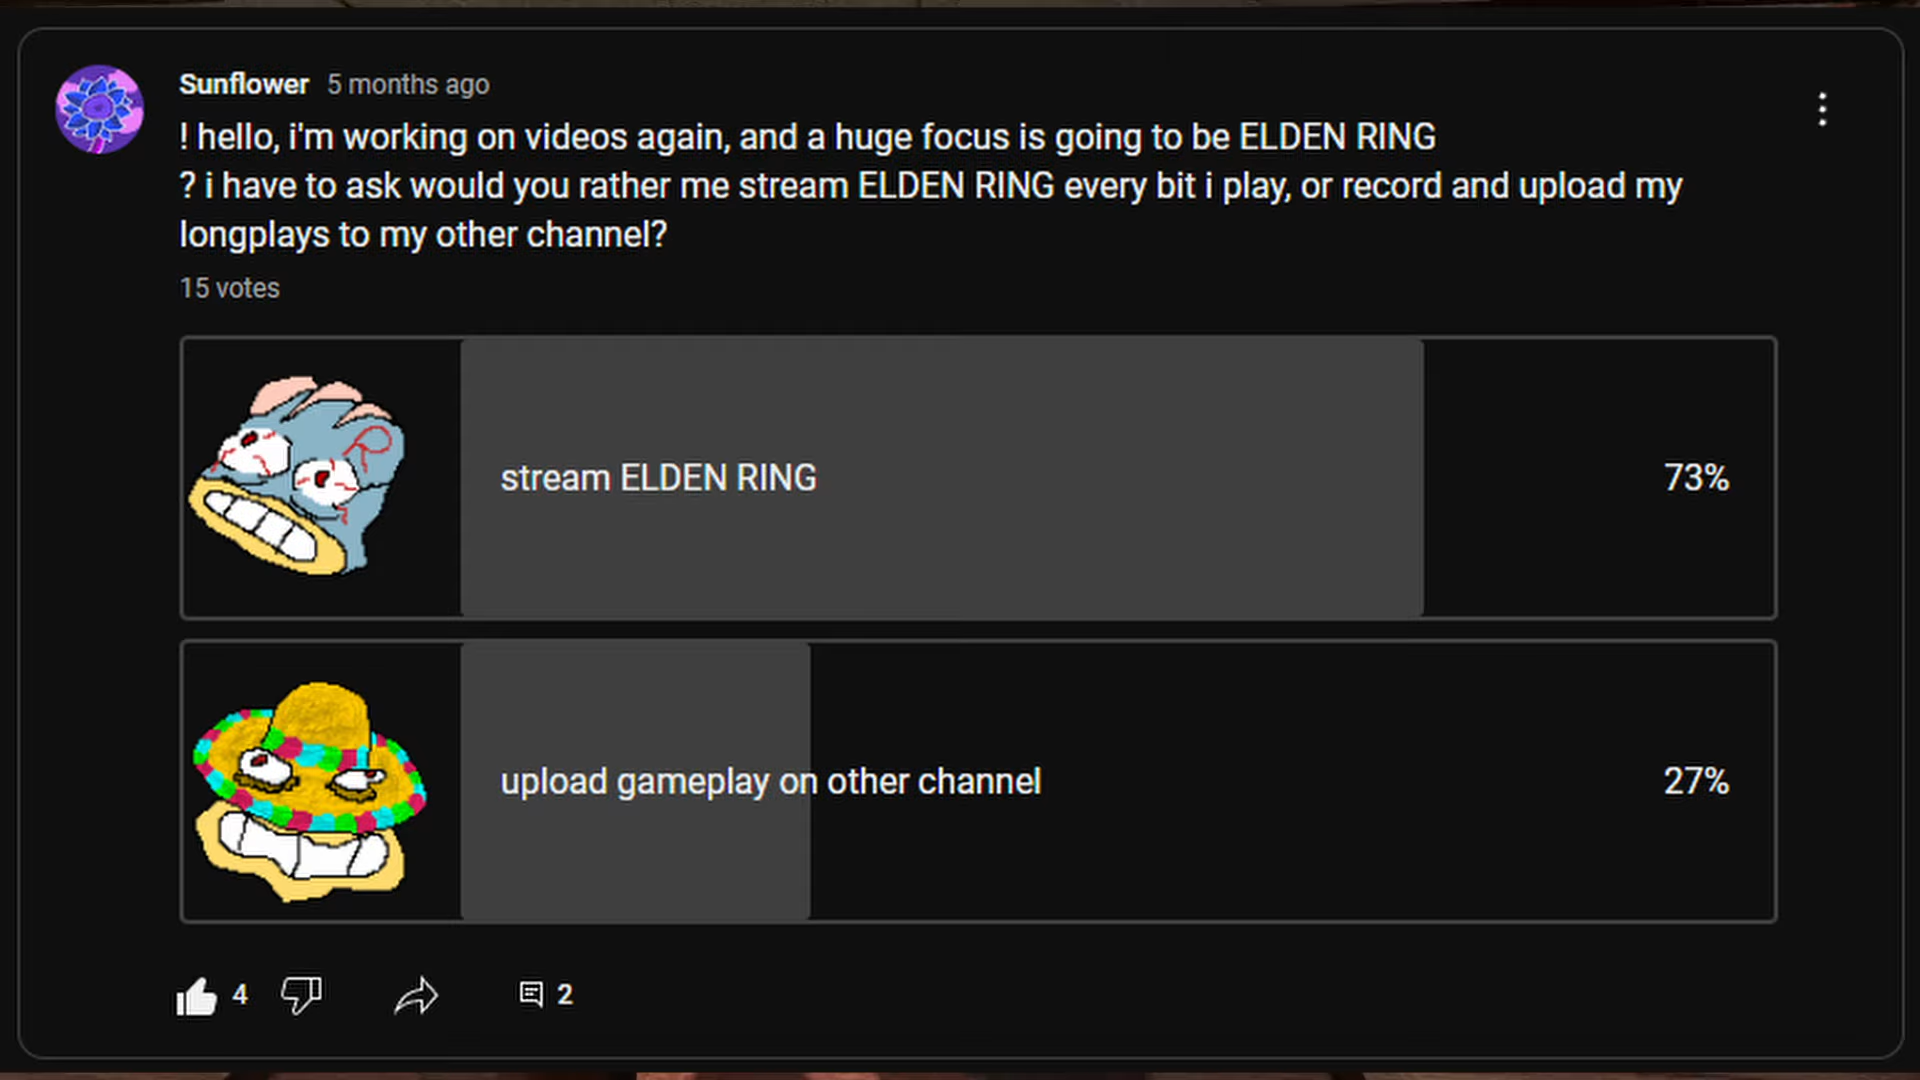 Sunflower 5 months ago
! hello, i'm working on videos again, and a huge focus is going to be ELDEN RING
? i have to ask would you rather me stream ELDEN RING every bit i play, or record and upload my
longplays to my other channel?
15 votes
stream ELDEN RING 73%
upload gameplay on other channel 27%
4 2